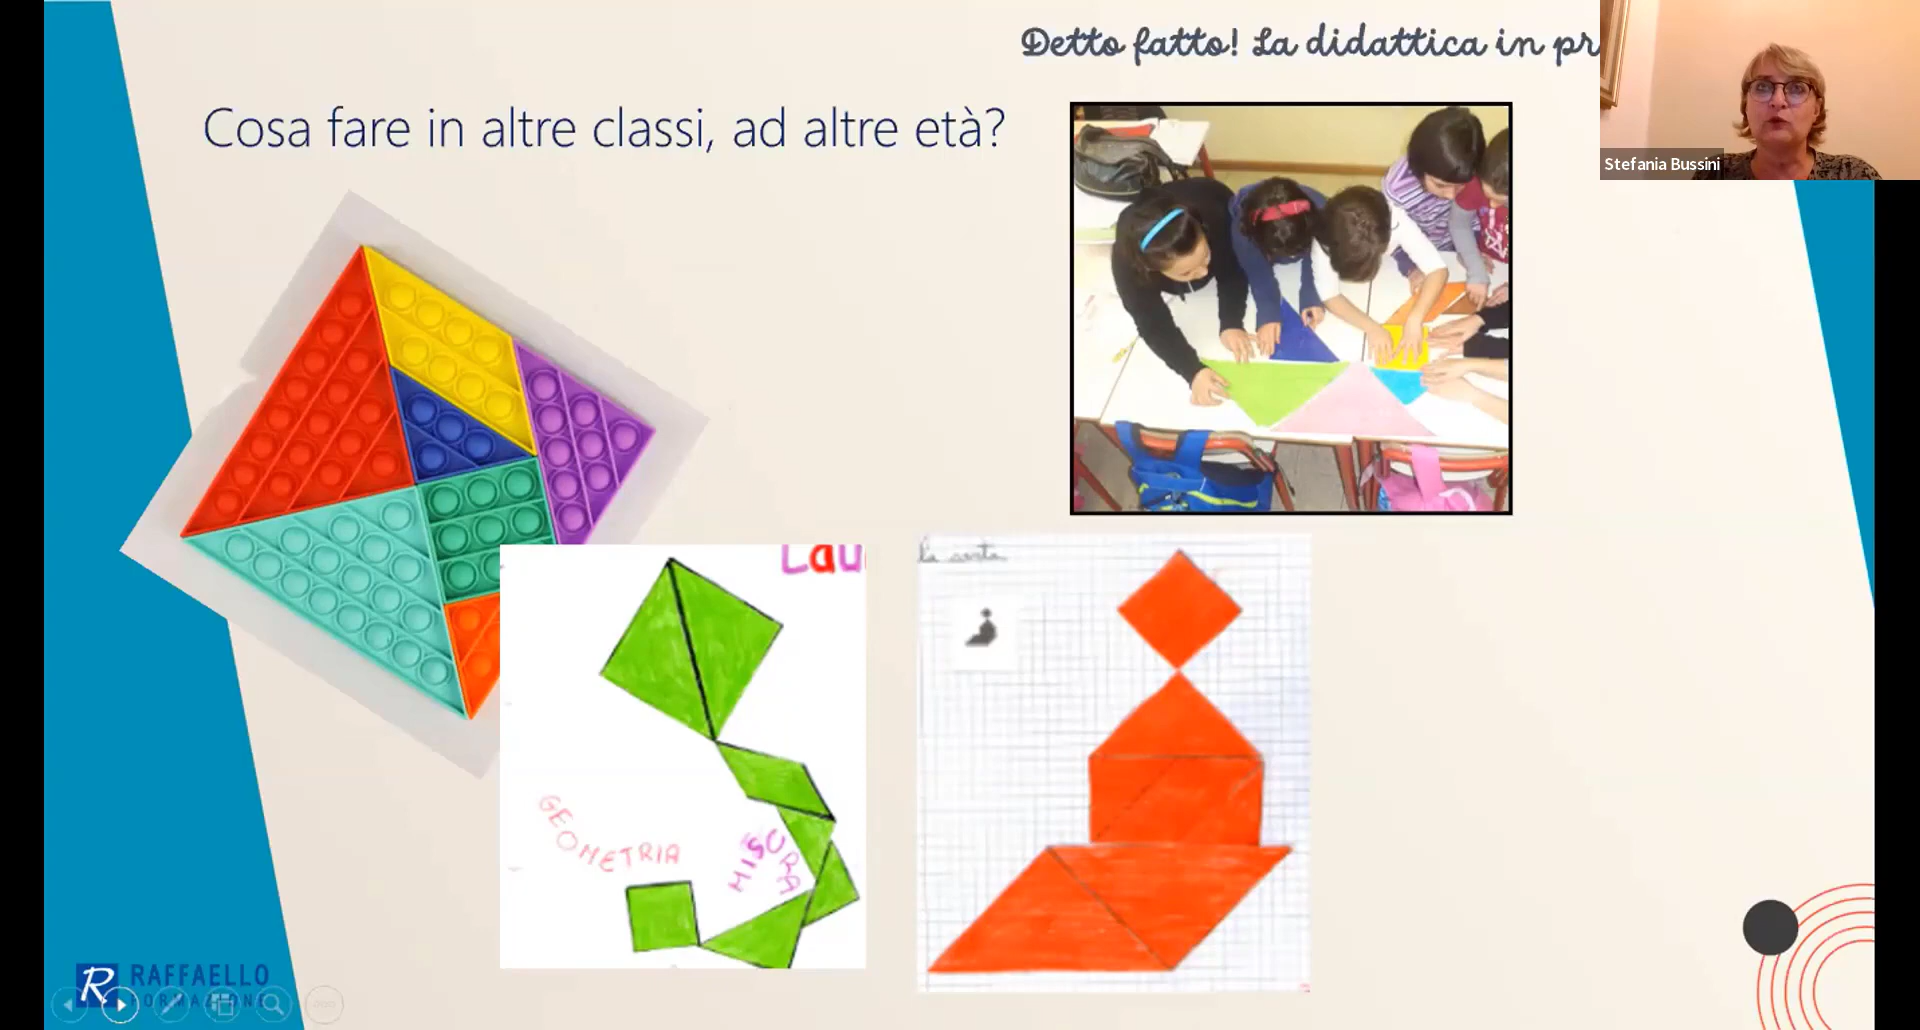 Detto fatto! La didattica in pr
Cosa fare in altre classi, ad altre età?
Stefania Bussini
Lau
GEOMETRIA
MISURA
RAFFAELLO
FORMAZIONE